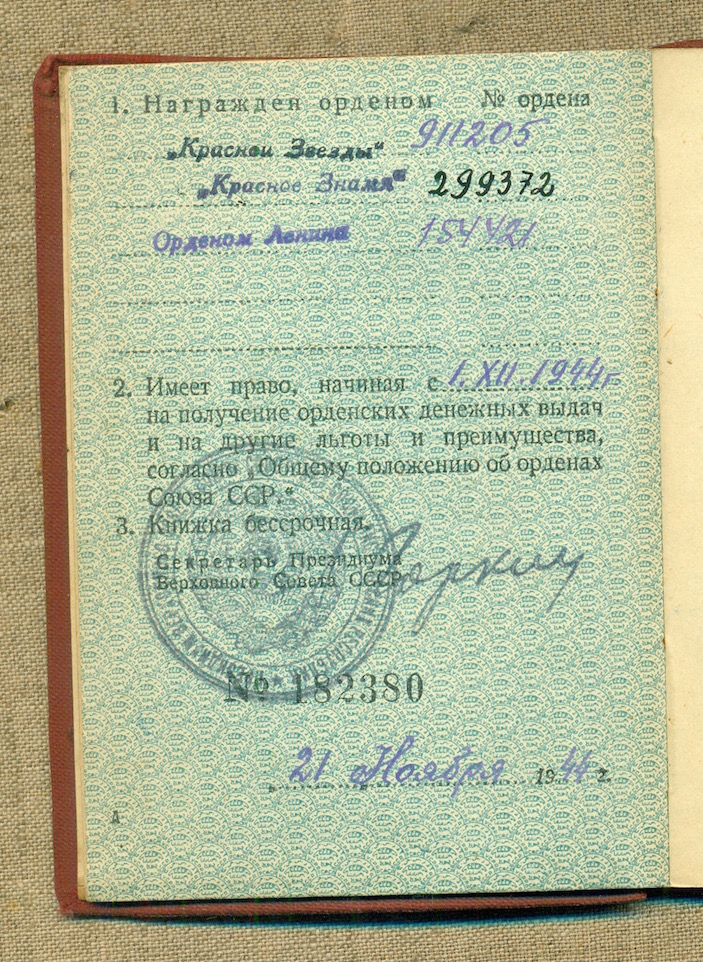 1. Награжден орденом № ордена
„Красной Звезды“ 911205
„Красное Знамя“ 299372
Орденом Ленина 154421
2. Имеет право, начиная с 1.XII.1944г
на получение орденских денежных выдач
и на другие льготы и преимущества,
согласно „Общему положению об орденах
Союза ССР.“
3. Книжка бессрочная.
Секретарь Президиума
Верховного Совета СССР
Горкин
№ 182380
21 Ноября 1944 г.
А